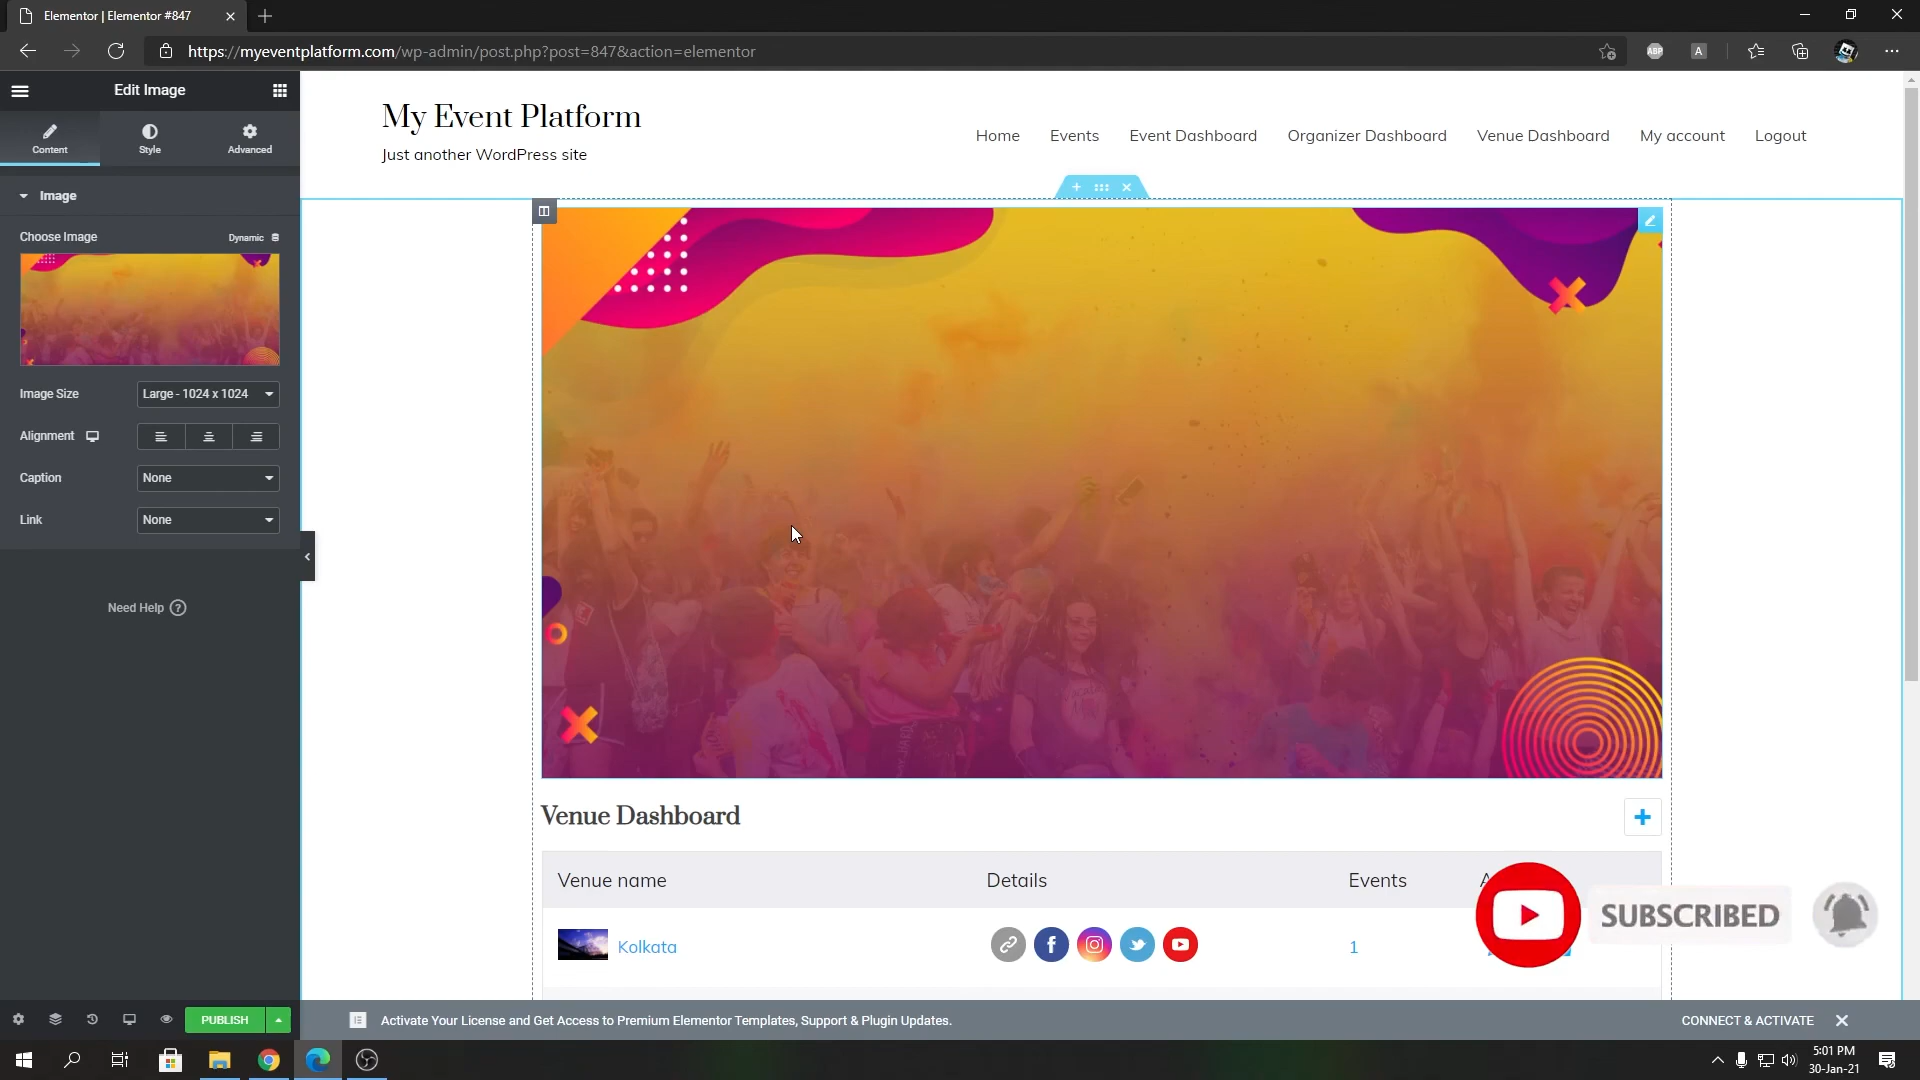 Elementor | Elementor #847
https://myeventplatform.com/wp-admin/post.php?post=847&action=elementor
ABP
A
Edit Image
Content
Style
Advanced
Image
Choose Image
Dynamic
Image Size
Large - 1024 x 1024
Alignment
Caption
None
Link
None
Need Help ?
PUBLISH
My Event Platform
Just another WordPress site
Home
Events
Event Dashboard
Organizer Dashboard
Venue Dashboard
My account
Logout
Venue Dashboard
Venue name
Details
Events
Kolkata
1
SUBSCRIBED
Activate Your License and Get Access to Premium Elementor Templates, Support & Plugin Updates.
CONNECT & ACTIVATE
5:01 PM
30-Jan-21